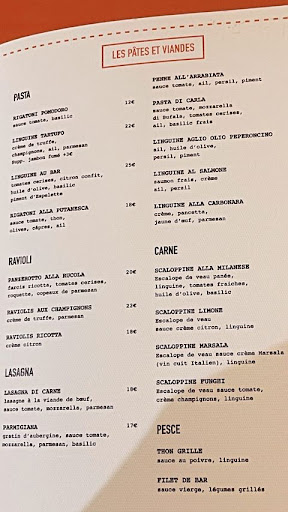 LES PÂTES ET VIANDES
PASTA
RIGATONI POMODORO 12€
sauce tomate, basilic
LINGUINE TARTUFO 22€
crème de truffe,
champignons, ail, parmesan
Supp. jambon fumé +3€
LINGUINE AU BAR 22€
tomates cerises, citron confit,
huile d'olive, basilic
piment d'Espelette
RIGATONI ALLA PUTANESCA 18€
sauce tomate, thon,
olives, câpres, ail
RAVIOLI
PANZEROTTO ALLA RUCOLA 20€
farcis ricotta, tomates cerises,
roquette, copeaux de parmesan
RAVIOLIS AUX CHAMPIGNONS 22€
crème de truffe, parmesan
RAVIOLIS RICOTTA 18€
crème citron
LASAGNA
LASAGNA DI CARNE 18€
lasagne à la viande de bœuf,
sauce tomate, mozzarella, parmesan
PARMIGIANA 17€
gratin d'aubergine, sauce tomate,
mozzarella, parmesan, basilic
PENNE ALL'ARRABIATA
sauce tomate, ail, persil, piment
PASTA DI CARLA
sauce tomate, mozzarella
di Bufala, tomates cerises,
ail, basilic frais
LINGUINE AGLIO OLIO PEPERONCINO
ail, huile d'olive,
persil, piment
LINGUINE AL SALMONE
saumon frais, crème
ail, persil
LINGUINE ALLA CARBONARA
crème, pancetta,
jaune d'œuf, parmesan
CARNE
SCALOPPINE ALLA MILANESE
Escalope de veau panée,
linguine, tomates fraiches,
huile d'olive, basilic
SCALOPPINE LIMONE
Escalope de veau
sauce crème citron, linguine
SCALOPPINE MARSALA
Escalope de veau sauce crème Marsala
(vin cuit Italien), linguine
SCALOPPINE FUNGHI
Escalope de veau sauce tomate,
crème champignons, linguine
PESCE
THON GRILLE
sauce au poivre, linguine
FILET DE BAR
sauce vierge, légumes grillés